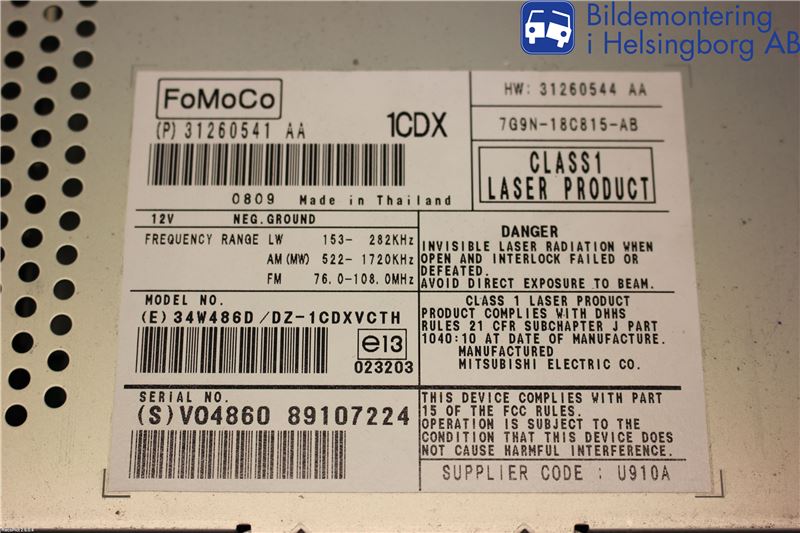 Bildemontering
i Helsingborg AB
FoMoCo
(P) 31260541 AA
1CDX
0809 Made in Thailand
HW: 31260544 AA
7G9N-18C815-AB
CLASS1
LASER PRODUCT
12V NEG.GROUND
FREQUENCY RANGE LW 153- 282KHz
AM(MW) 522- 1720KHz
FM 76.0-108.0MHz
DANGER
INVISIBLE LASER RADIATION WHEN
OPEN AND INTERLOCK FAILED OR
DEFEATED.
AVOID DIRECT EXPOSURE TO BEAM.
MODEL NO.
(E) 34W486D/DZ-1CDXVCTH
e13
023203
CLASS 1 LASER PRODUCT
PRODUCT COMPLIES WITH DHHS
RULES 21 CFR SUBCHAPTER J PART
1040:10 AT DATE OF MANUFACTURE.
MANUFACTURED
MITSUBISHI ELECTRIC CO.
SERIAL NO.
(S)VO4860 89107224
THIS DEVICE COMPLIES WITH PART
15 OF THE FCC RULES.
OPERATION IS SUBJECT TO THE
CONDITION THAT THIS DEVICE DOES
NOT CAUSE HARMFUL INTERFERENCE.
SUPPLIER CODE : U910A